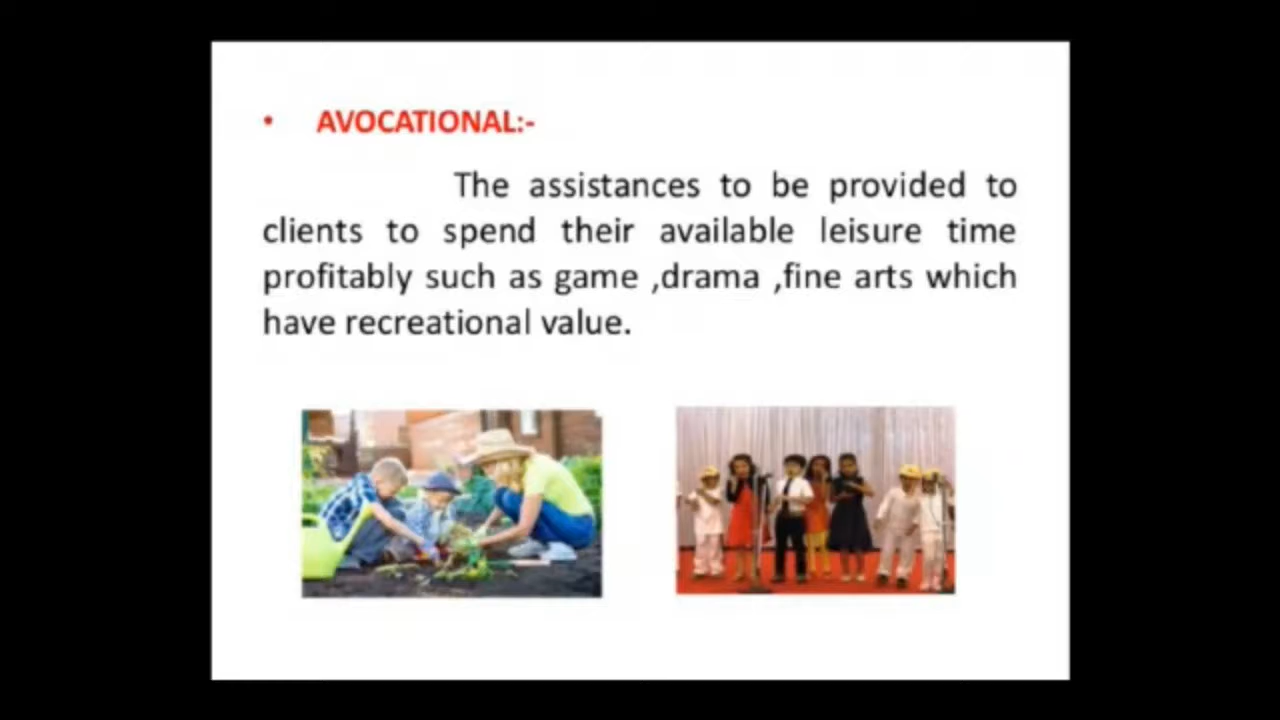 • AVOCATIONAL:-
The assistances to be provided to
clients to spend their available leisure time
profitably such as game ,drama ,fine arts which
have recreational value.